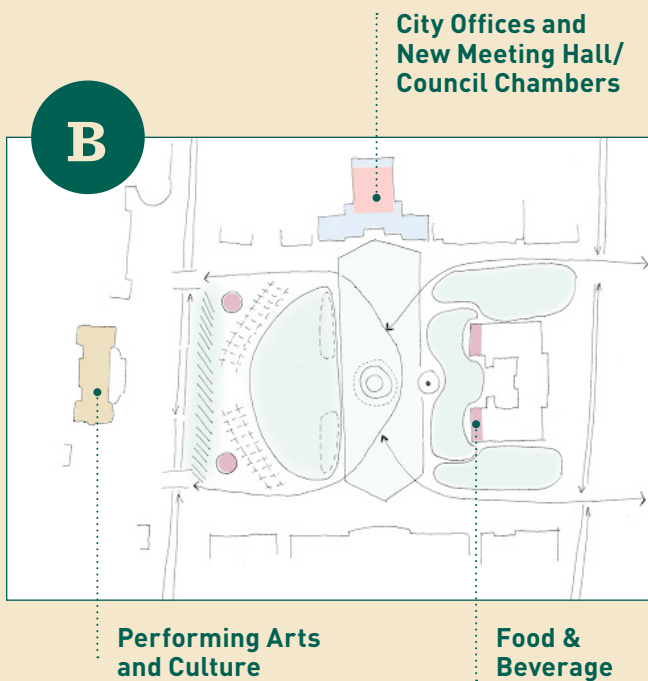 City Offices and
New Meeting Hall/
Council Chambers
B
Performing Arts
and Culture
Food &
Beverage